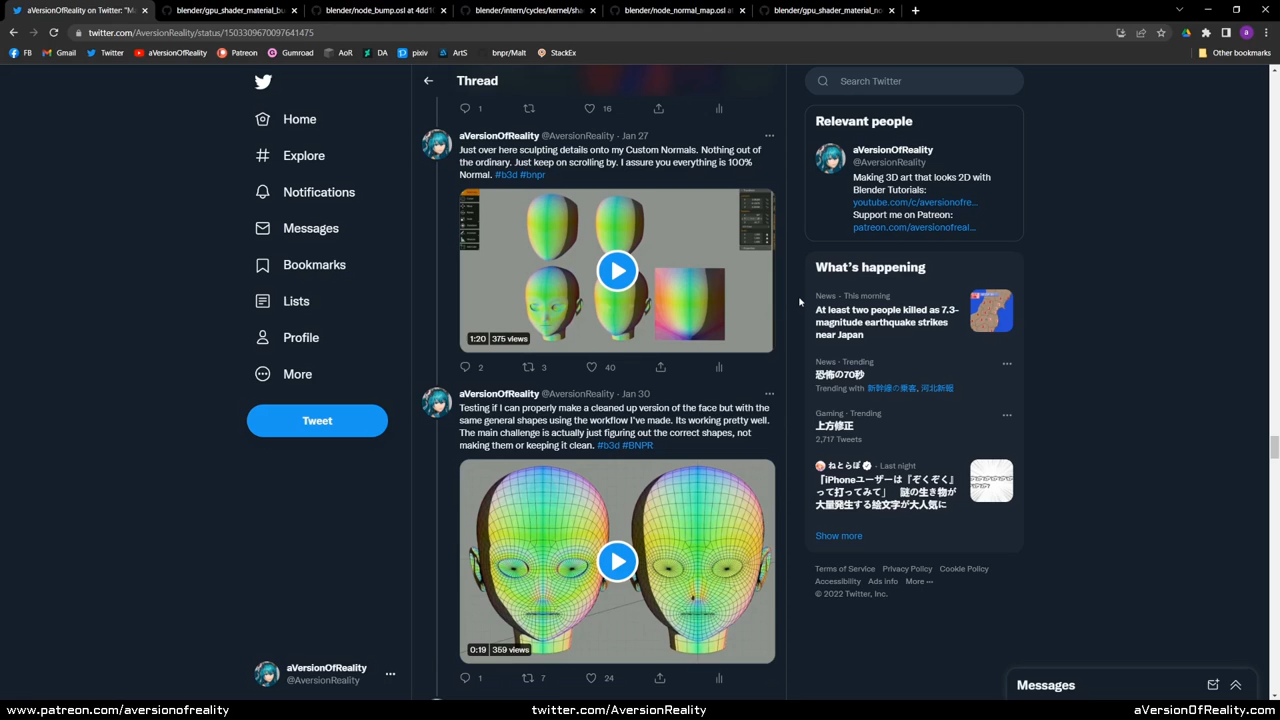 aVersionOfReality on Twitter: "M
blender/gpu_shader_material_bu
blender/node_bump.osl at 4dd1
blender/intern/cycles/kernel/sha
blender/node_normal_map.osl at
blender/gpu_shader_material_no
twitter.com/AversionReality/status/1503309670097641475
FB
Gmail
Twitter
aVersionOfReality
Patreon
Gumroad
AoR
DA
pixiv
ArtS
bnpr/Malt
StackEx
Other bookmarks
Home
Explore
Notifications
Messages
Bookmarks
Lists
Profile
More
Tweet
aVersionOfReality
@AversionReality
Thread
1
16
aVersionOfReality @AversionReality · Jan 27
Just over here sculpting details onto my Custom Normals. Nothing out of
the ordinary. Just keep on scrolling by. I assure you everything is 100%
Normal. #b3d #bnpr
1:20 375 views
2
3
40
aVersionOfReality @AversionReality · Jan 30
Testing if I can properly make a cleaned up version of the face but with the
same general shapes using the workflow I've made. Its working pretty well.
The main challenge is actually just figuring out the correct shapes, not
making them or keeping it clean. #b3d #BNPR
0:19 359 views
1
7
24
Search Twitter
Relevant people
aVersionOfReality
@AversionReality
Making 3D art that looks 2D with
Blender Tutorials:
youtube.com/c/aversionofre...
Support me on Patreon:
patreon.com/aversionofreal...
What's happening
News · This morning
At least two people killed as 7.3-
magnitude earthquake strikes
near Japan
News · Trending
恐怖の70秒
Trending with 新幹線の乗客, 河北新報
Gaming · Trending
上方修正
2,717 Tweets
ねとらぼ · Last night
「iPhoneユーザーは『ぞくぞく』
って打ってみて」 謎の生き物が
大量発生する絵文字が大人気に
Show more
Terms of Service Privacy Policy Cookie Policy
Accessibility Ads info More ···
© 2022 Twitter, Inc.
Messages
www.patreon.com/aversionofreality
twitter.com/AversionReality
aVersionOfReality.com